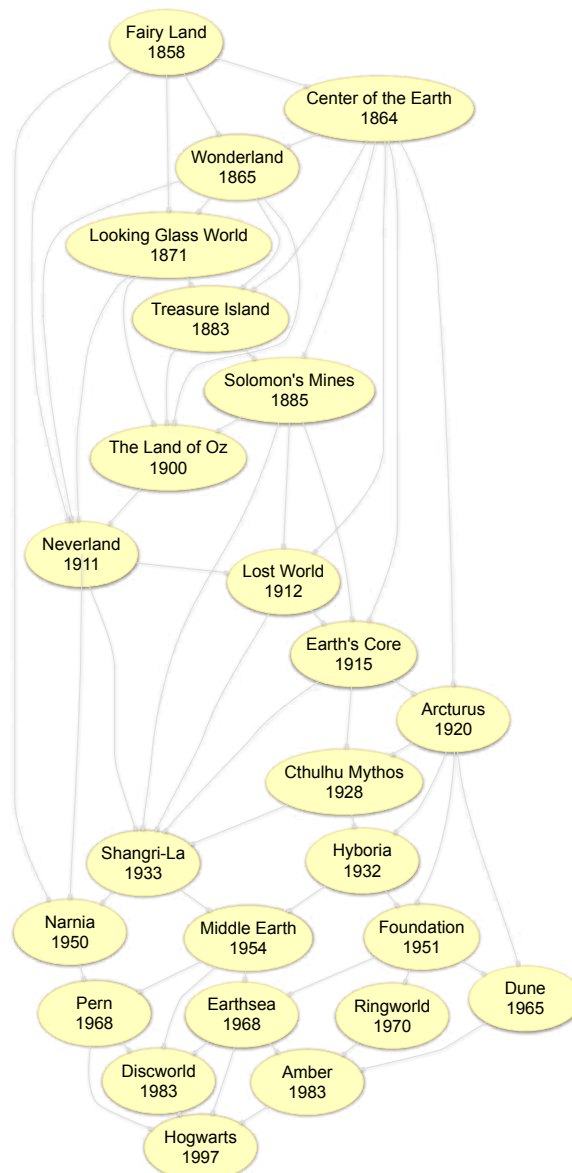 Fairy Land
1858
Center of the Earth
1864
Wonderland
1865
Looking Glass World
1871
Treasure Island
1883
Solomon's Mines
1885
The Land of Oz
1900
Neverland
1911
Lost World
1912
Earth's Core
1915
Arcturus
1920
Cthulhu Mythos
1928
Shangri-La
1933
Hyboria
1932
Narnia
1950
Middle Earth
1954
Foundation
1951
Pern
1968
Earthsea
1968
Ringworld
1970
Dune
1965
Discworld
1983
Amber
1983
Hogwarts
1997